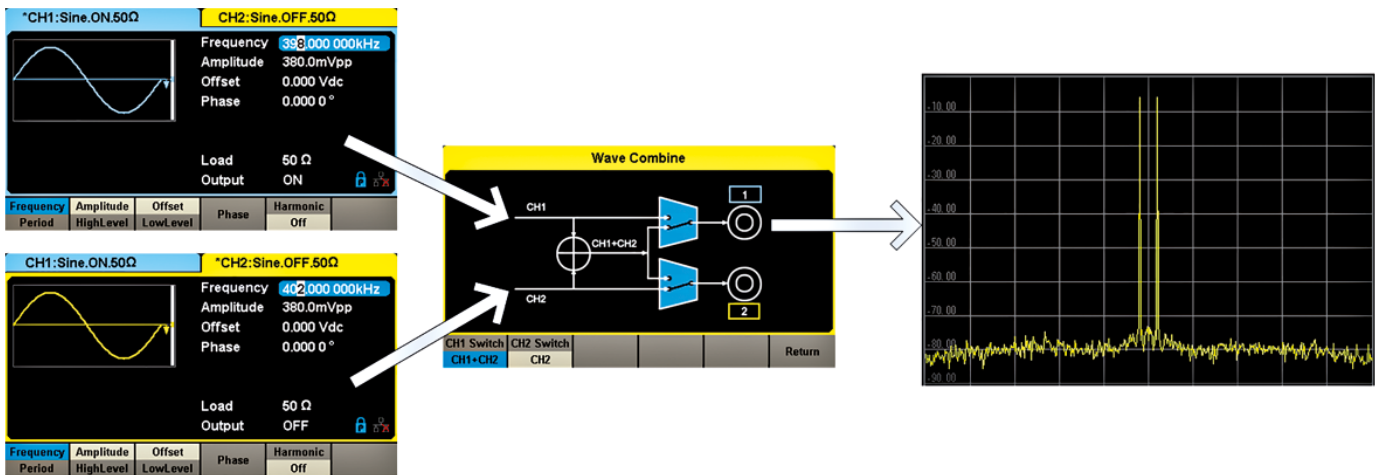 *CH1:Sine.ON.50Ω CH2:Sine.OFF.50Ω
Frequency 398.000 000kHz
Amplitude 380.0mVpp
Offset 0.000 Vdc
Phase 0.000 0 °
Load 50 Ω
Output ON
Frequency Amplitude Offset Phase Harmonic
Period HighLevel LowLevel Off
CH1:Sine.ON.50Ω *CH2:Sine.OFF.50Ω
Frequency 402.000 000kHz
Amplitude 380.0mVpp
Offset 0.000 Vdc
Phase 0.000 0 °
Load 50 Ω
Output OFF
Frequency Amplitude Offset Phase Harmonic
Period HighLevel LowLevel Off
Wave Combine
1
CH1
CH1+CH2
CH2
2
CH1 Switch CH2 Switch Return
CH1+CH2 CH2
-10.00
-20.00
-30.00
-40.00
-50.00
-60.00
-70.00
-80.00
-90.00